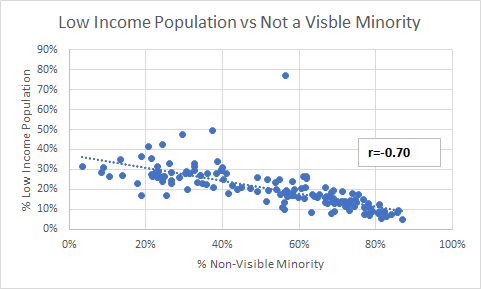 Low Income Population vs Not a Visble Minority
90%
80%
70%
60%
50%
40%
30%
20%
10%
0%
% Low Income Population
r=-0.70
0% 20% 40% 60% 80% 100%
% Non-Visible Minority